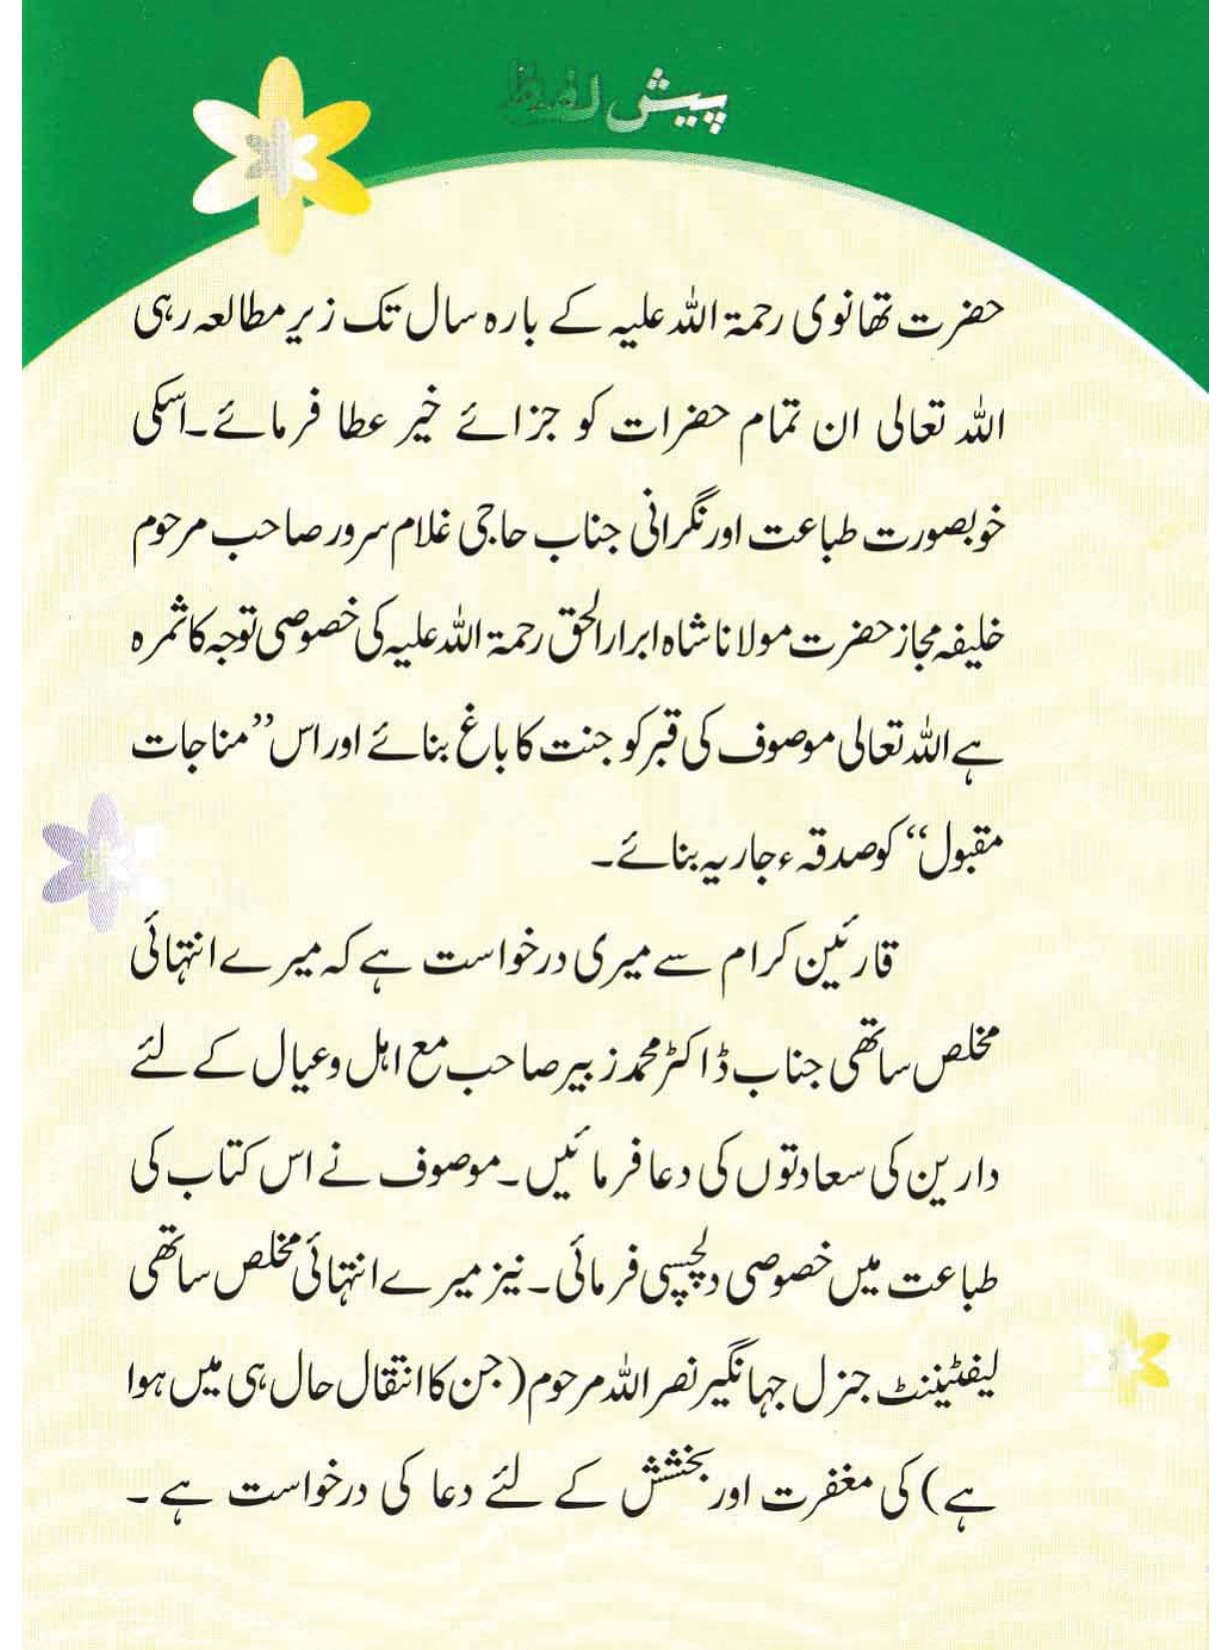 پیش لفظ
حضرت تھانوی رحمۃ اللہ علیہ کے بارہ سال تک زیر مطالعہ رہی
اللہ تعالی ان تمام حضرات کو جزائے خیر عطا فرمائے۔اسکی
خوبصورت طباعت اور نگرانی جناب حاجی غلام سرور صاحب مرحوم
خلیفہ مجاز حضرت مولانا شاہ ابرارالحق رحمۃ اللہ علیہ کی خصوصی توجہ کا ثمرہ
ہے اللہ تعالی موصوف کی قبر کو جنت کا باغ بنائے اور اس ”مناجات
مقبول“ کو صدقہء جاریہ بنائے۔
قارئین کرام سے میری درخواست ہے کہ میرے انتہائی
مخلص ساتھی جناب ڈاکٹر محمد زبیر صاحب مع اہل وعیال کے لئے
دارین کی سعادتوں کی دعا فرمائیں۔ موصوف نے اس کتاب کی
طباعت میں خصوصی دلچسپی فرمائی۔ نیز میرے انتہائی مخلص ساتھی
لیفٹیننٹ جنرل جہانگیر نصر اللہ مرحوم (جن کا انتقال حال ہی میں ہوا
ہے) کی مغفرت اور بخشش کے لئے دعا کی درخواست ہے۔